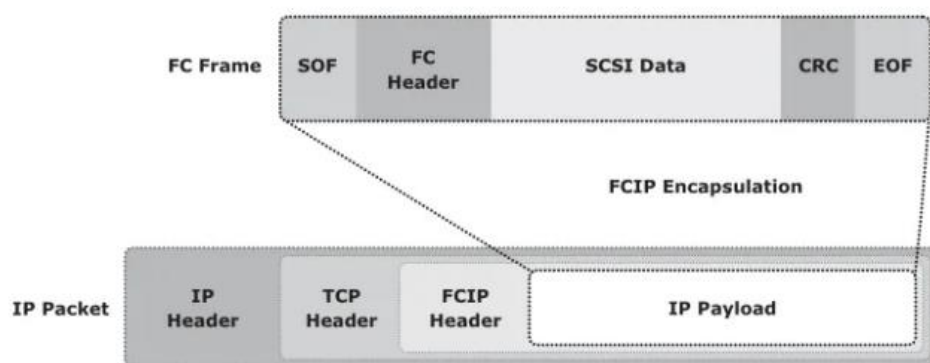 FC Frame
SOF
FC
Header
SCSI Data
CRC
EOF
FCIP Encapsulation
IP Packet
IP
Header
TCP
Header
FCIP
Header
IP Payload